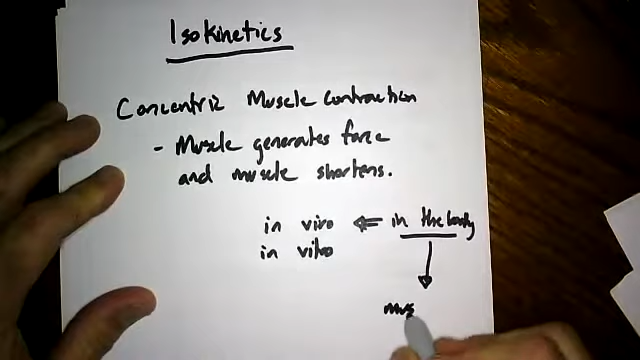 Isokinetics
Concentric Muscle Contraction
- Muscle generates force
and muscle shortens.
in vivo ⇐ in the body
in vitro
mus